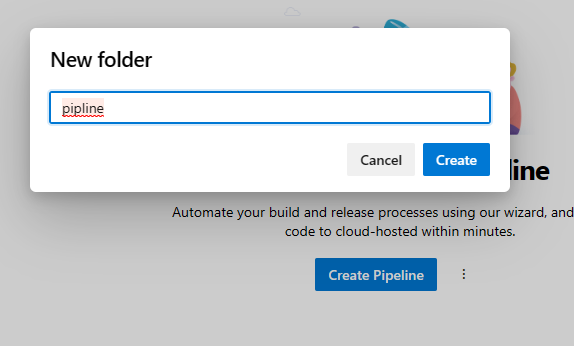 New folder
pipline
Cancel
Create
line
Automate your build and release processes using our wizard, and
code to cloud-hosted within minutes.
Create Pipeline